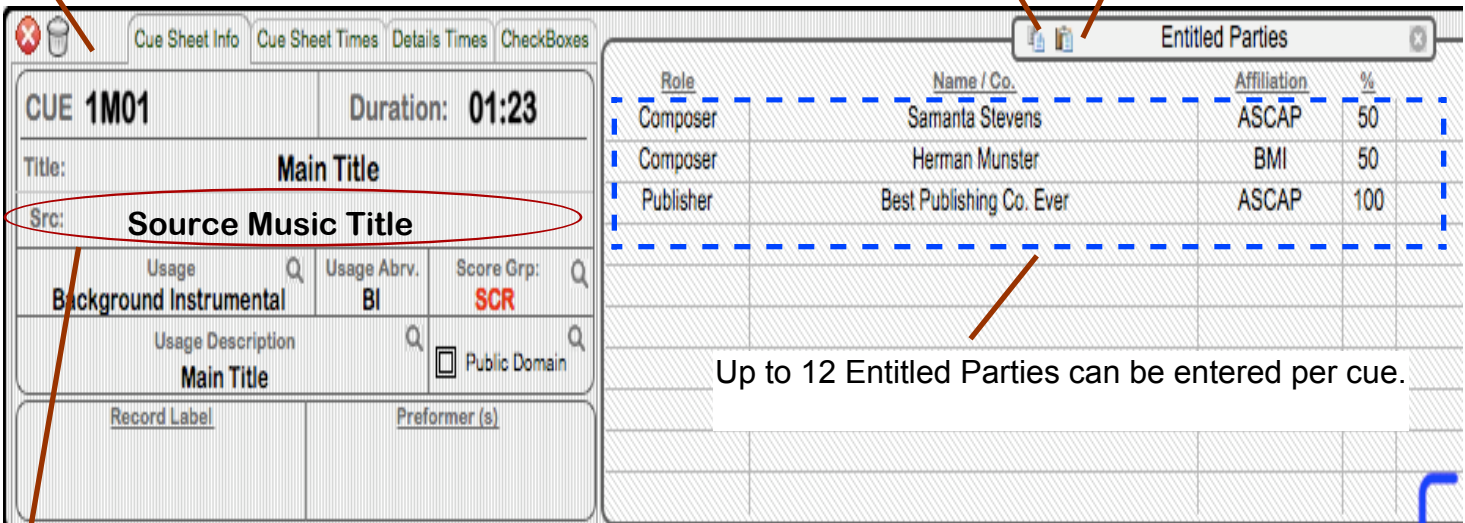 Cue Sheet Info Cue Sheet Times Details Times CheckBoxes
CUE 1M01 Duration: 01:23
Title: Main Title
Src: Source Music Title
Usage Usage Abrv. Score Grp:
Background Instrumental BI SCR
Usage Description
Main Title
Public Domain
Record Label Preformer (s)
Entitled Parties
Role Name / Co. Affiliation %
Composer Samanta Stevens ASCAP 50
Composer Herman Munster BMI 50
Publisher Best Publishing Co. Ever ASCAP 100
Up to 12 Entitled Parties can be entered per cue.